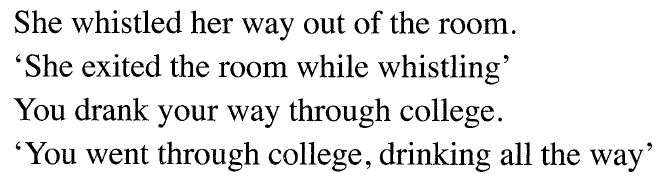 She whistled her way out of the room.
‘She exited the room while whistling’
You drank your way through college.
‘You went through college, drinking all the way’